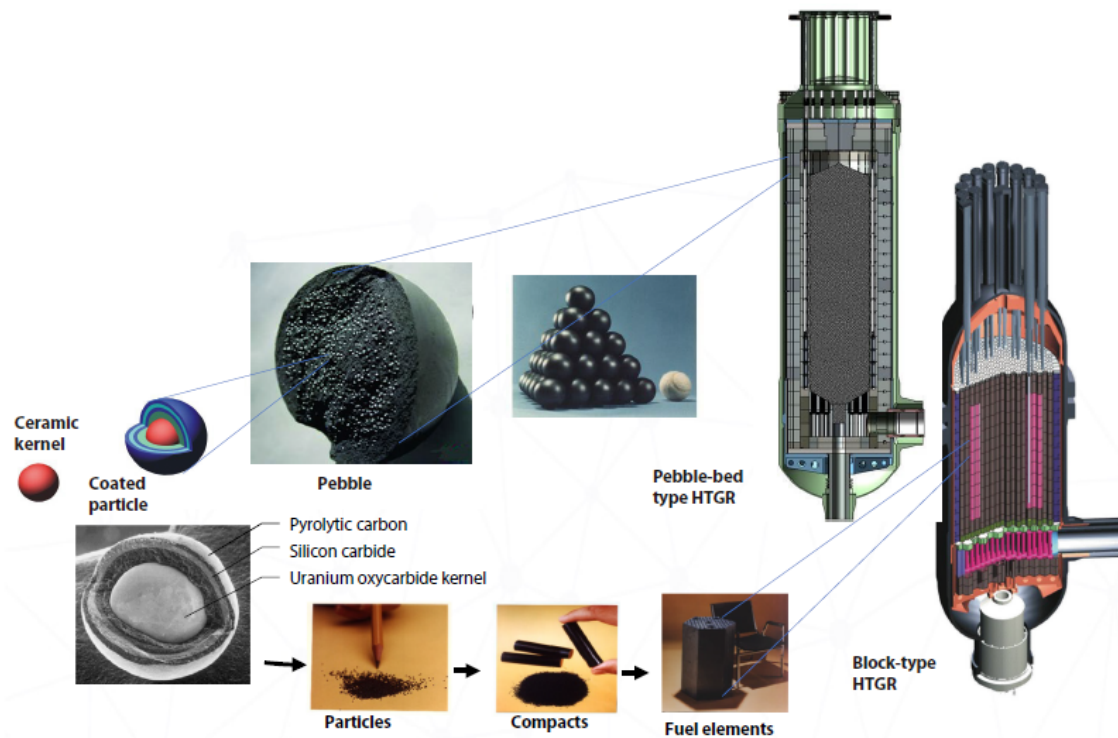 Ceramic
kernel
Coated
particle
Pebble
Pebble-bed
type HTGR
Pyrolytic carbon
Silicon carbide
Uranium oxycarbide kernel
Particles
Compacts
Fuel elements
Block-type
HTGR